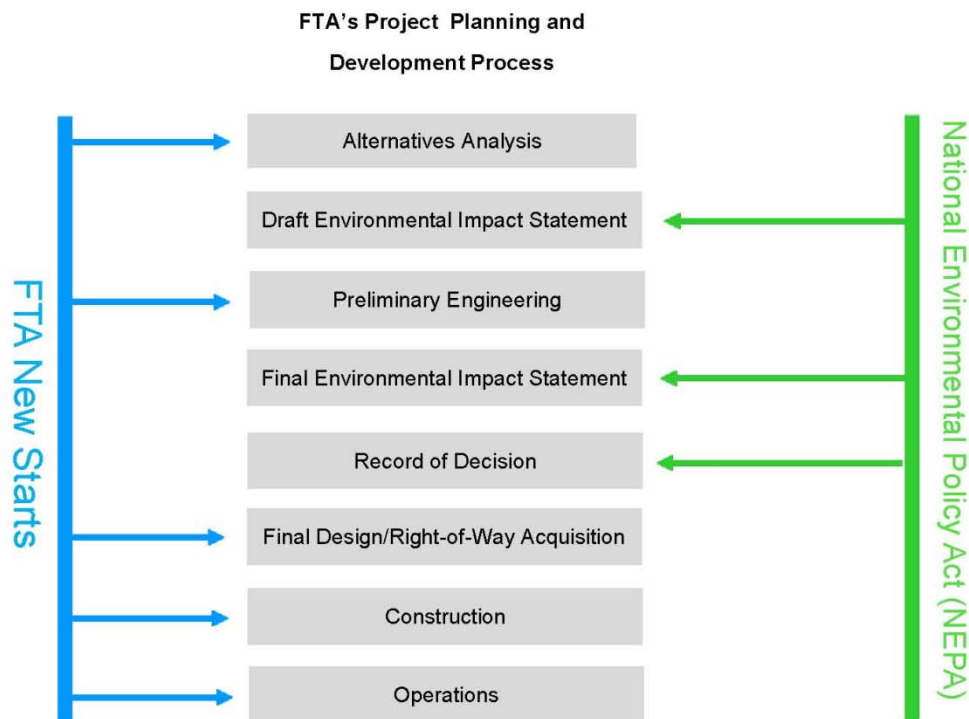 FTA's Project Planning and
Development Process
Alternatives Analysis
Draft Environmental Impact Statement
Preliminary Engineering
Final Environmental Impact Statement
Record of Decision
Final Design/Right-of-Way Acquisition
Construction
Operations
FTA New Starts
National Environmental Policy Act (NEPA)